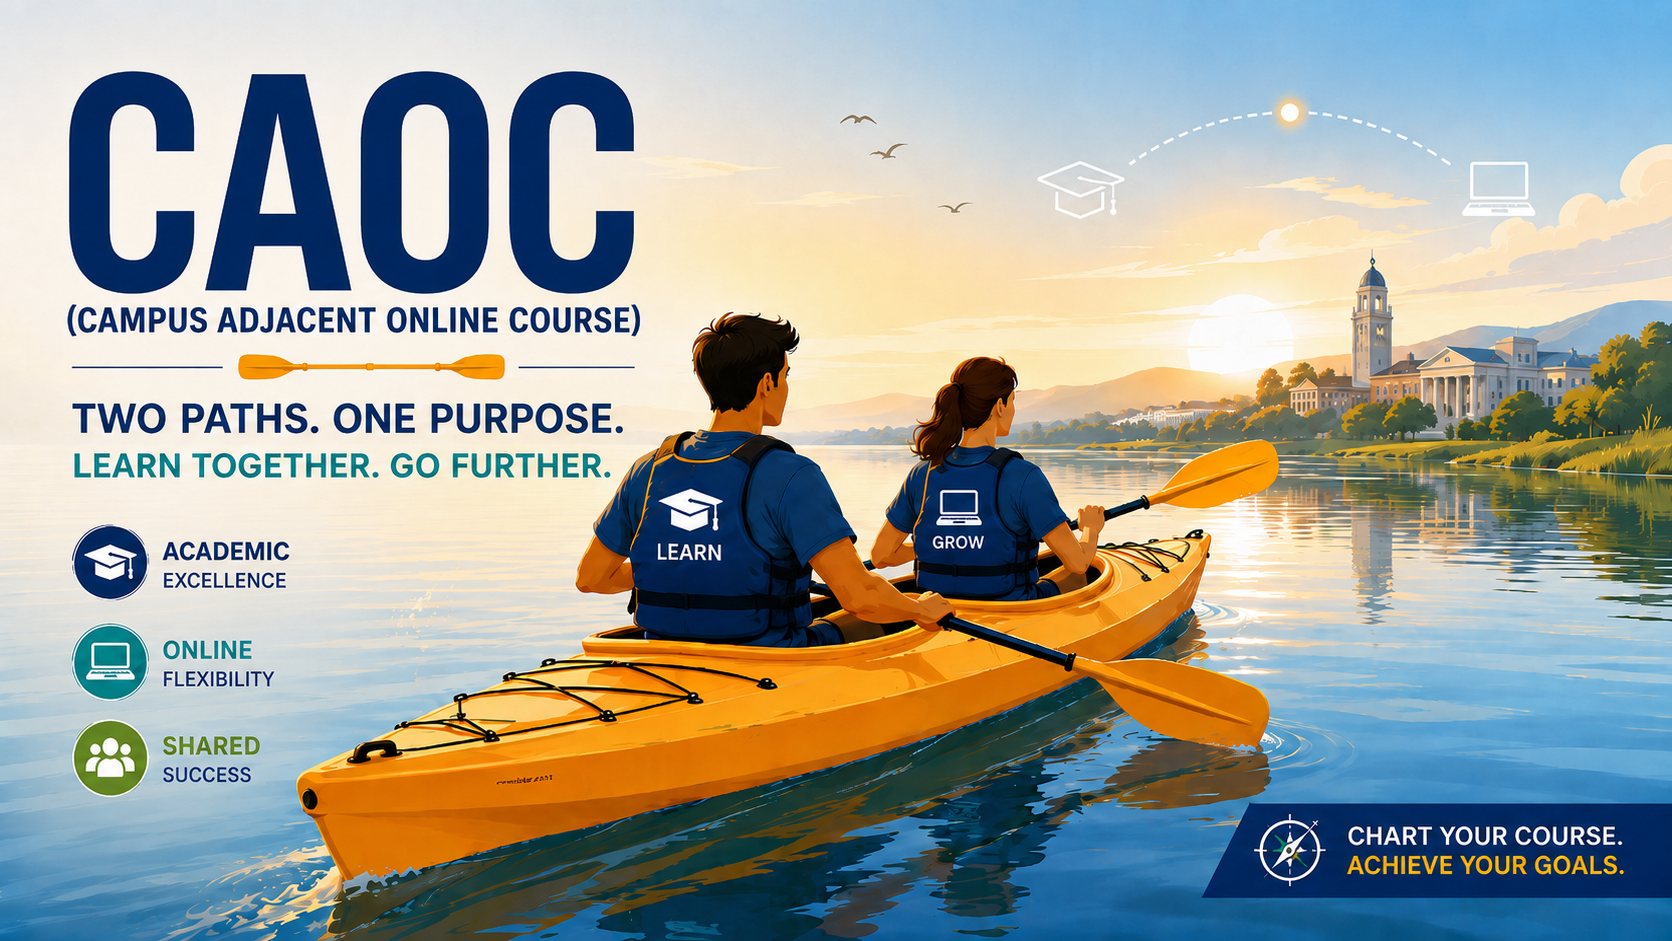 CAOC
(CAMPUS ADJACENT ONLINE COURSE)
TWO PATHS. ONE PURPOSE.
LEARN TOGETHER. GO FURTHER.
ACADEMIC
EXCELLENCE
ONLINE
FLEXIBILITY
SHARED
SUCCESS
LEARN
GROW
CHART YOUR COURSE.
ACHIEVE YOUR GOALS.